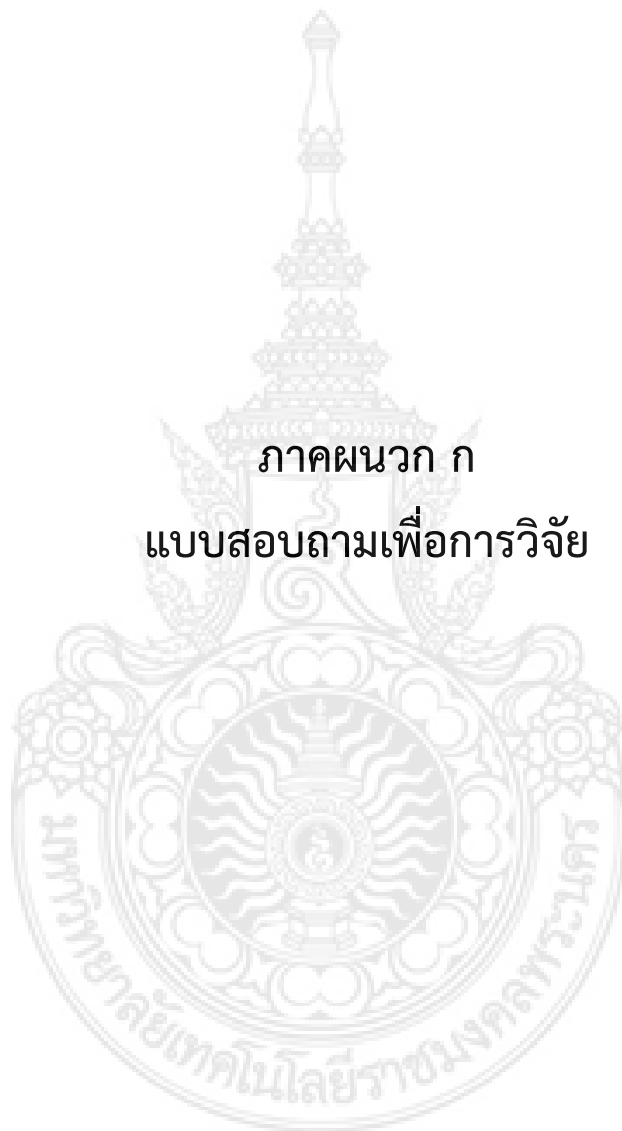 ภาคผนวก ก
แบบสอบถามเพื่อการวิจัย
มหาวิทยาลัยเทคโนโลยีราชมงคลพระนคร